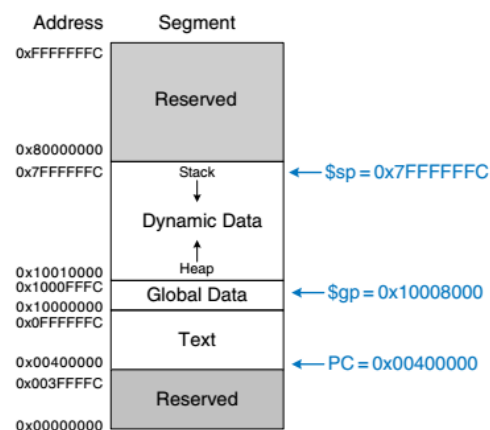 Address Segment
0xFFFFFFFC
Reserved
0x80000000
0x7FFFFFFC Stack $sp = 0x7FFFFFFC
Dynamic Data
0x10010000 Heap
0x1000FFFC
Global Data $gp = 0x10008000
0x10000000
0x0FFFFFFC
Text
0x00400000 PC = 0x00400000
0x003FFFFC
Reserved
0x00000000